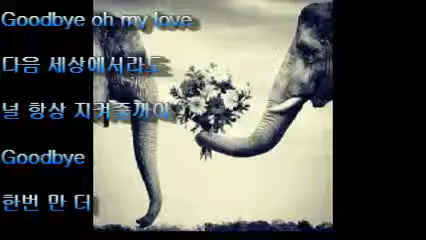 Goodbye oh my love
다음 세상에서라도
널 항상 지켜줄꺼야
Goodbye
한번 만 더